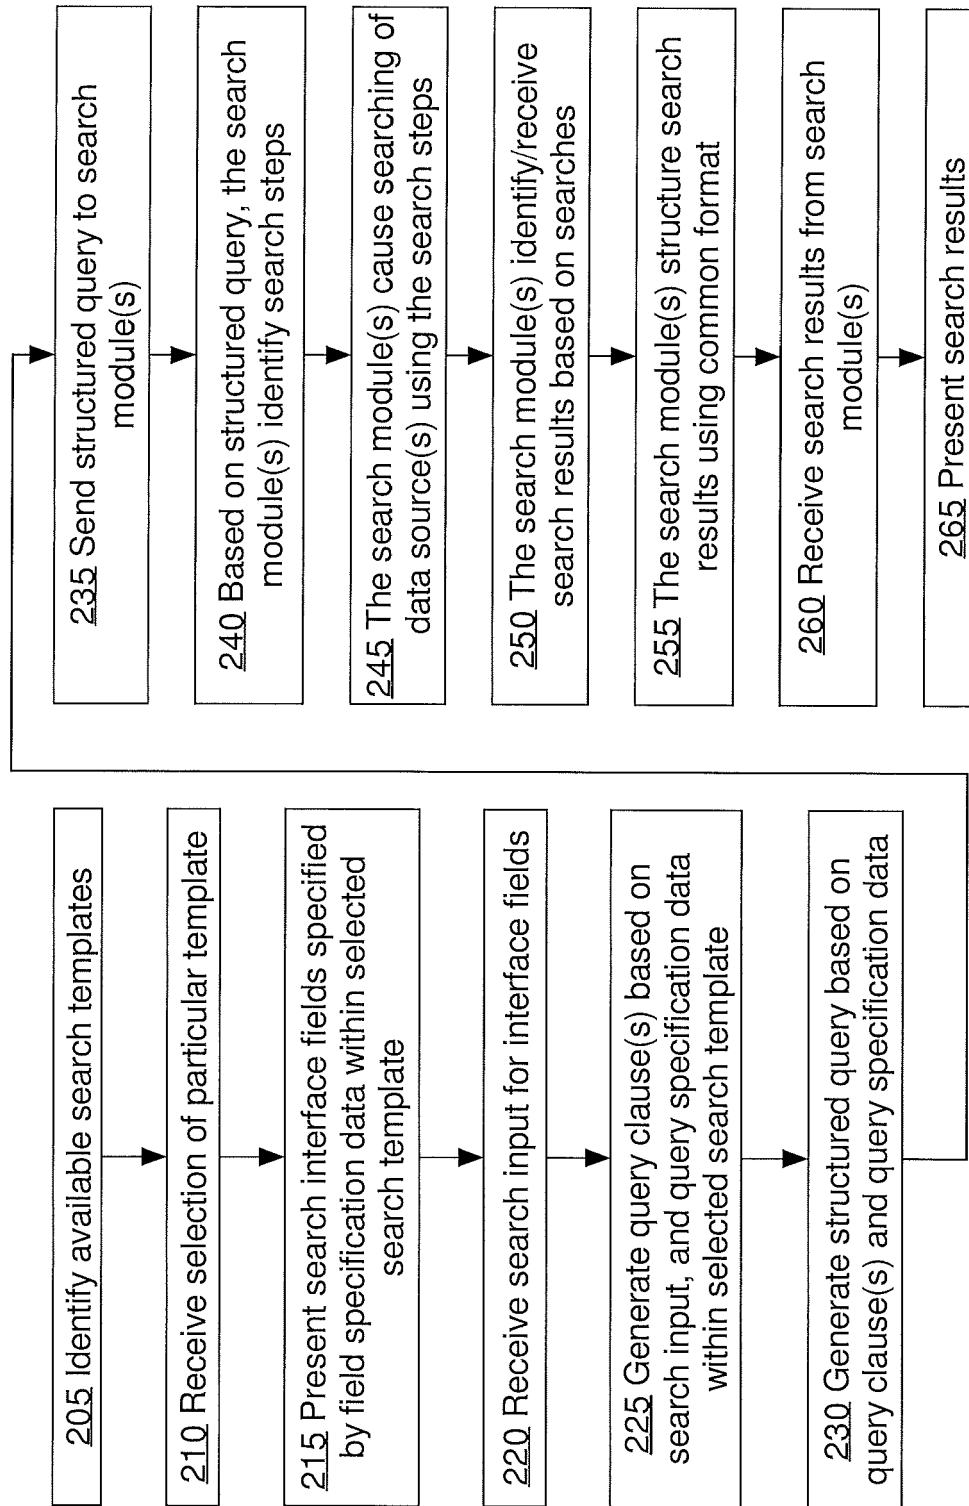 205 Identify available search templates
210 Receive selection of particular template
215 Present search interface fields specified
by field specification data within selected
search template
220 Receive search input for interface fields
225 Generate query clause(s) based on
search input, and query specification data
within selected search template
230 Generate structured query based on
query clause(s) and query specification data
235 Send structured query to search
module(s)
240 Based on structured query, the search
module(s) identify search steps
245 The search module(s) cause searching of
data source(s) using the search steps
250 The search module(s) identify/receive
search results based on searches
255 The search module(s) structure search
results using common format
260 Receive search results from search
module(s)
265 Present search results